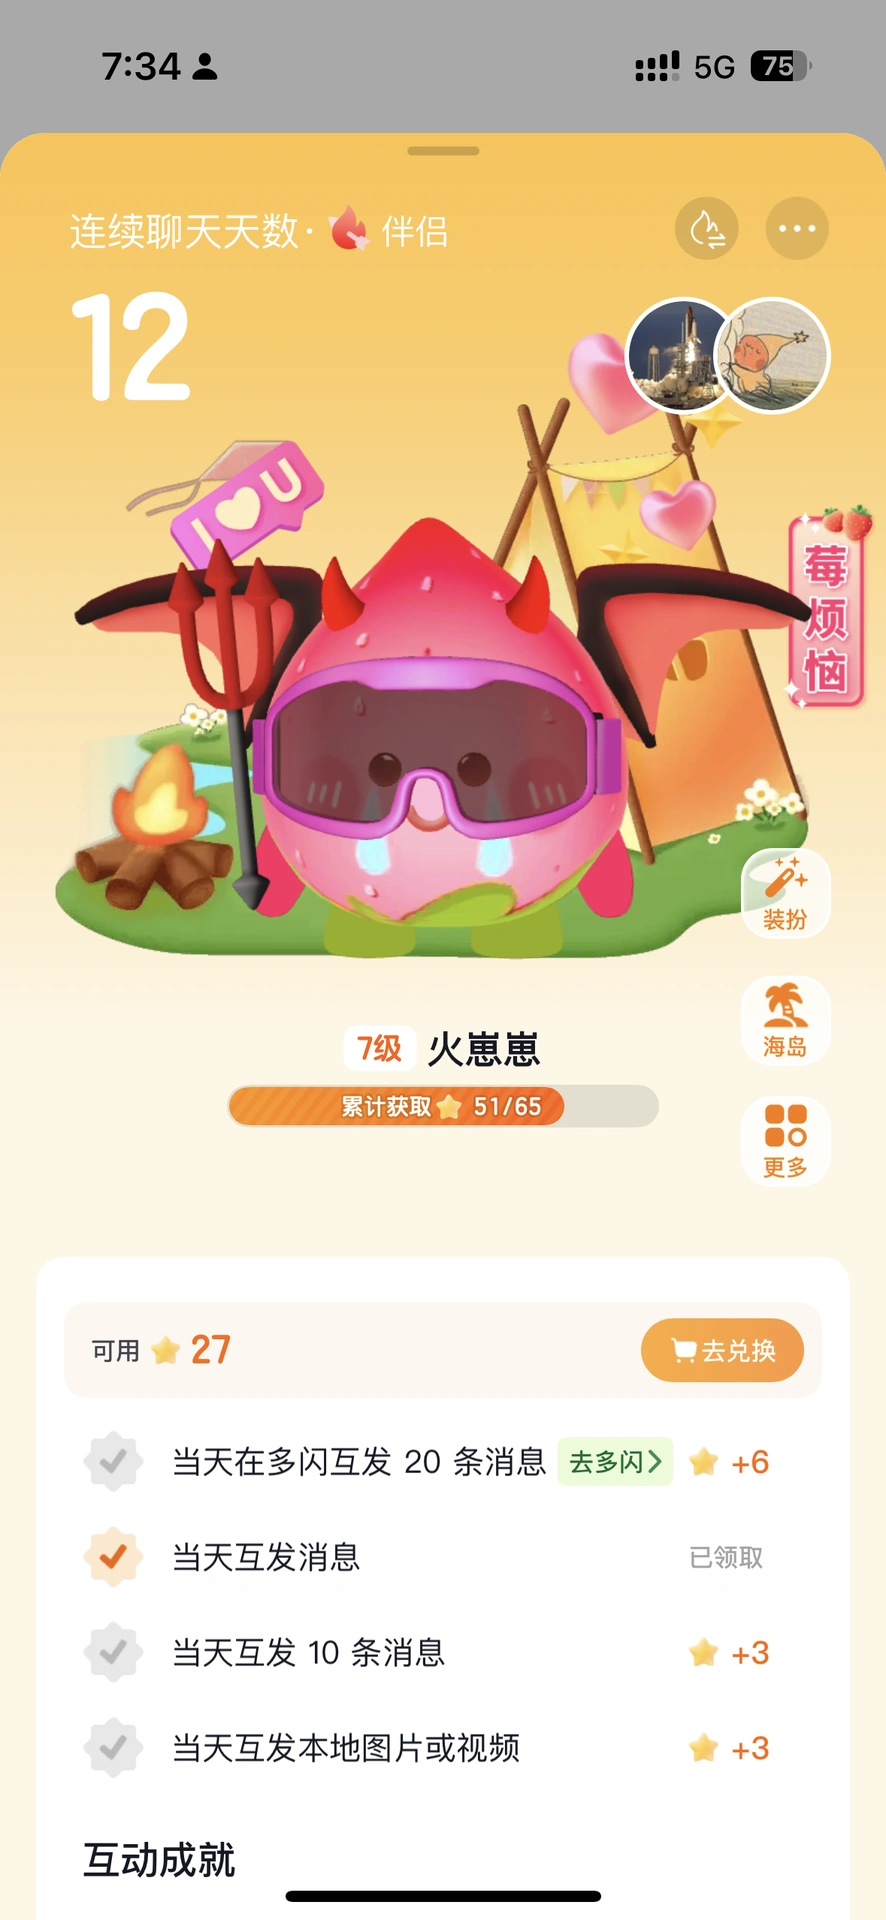 7:34
5G
75
连续聊天天数·
伴侣
12
I U
莓烦恼
装扮
海岛
7级 火崽崽
累计获取 51/65
更多
可用 27
去兑换
当天在多闪互发 20 条消息 去多闪 +6
当天互发消息 已领取
当天互发 10 条消息 +3
当天互发本地图片或视频 +3
互动成就